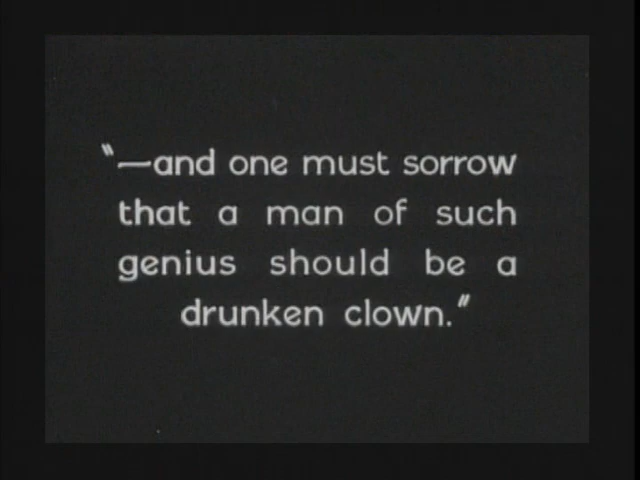 "—and one must sorrow
that a man of such
genius should be a
drunken clown."